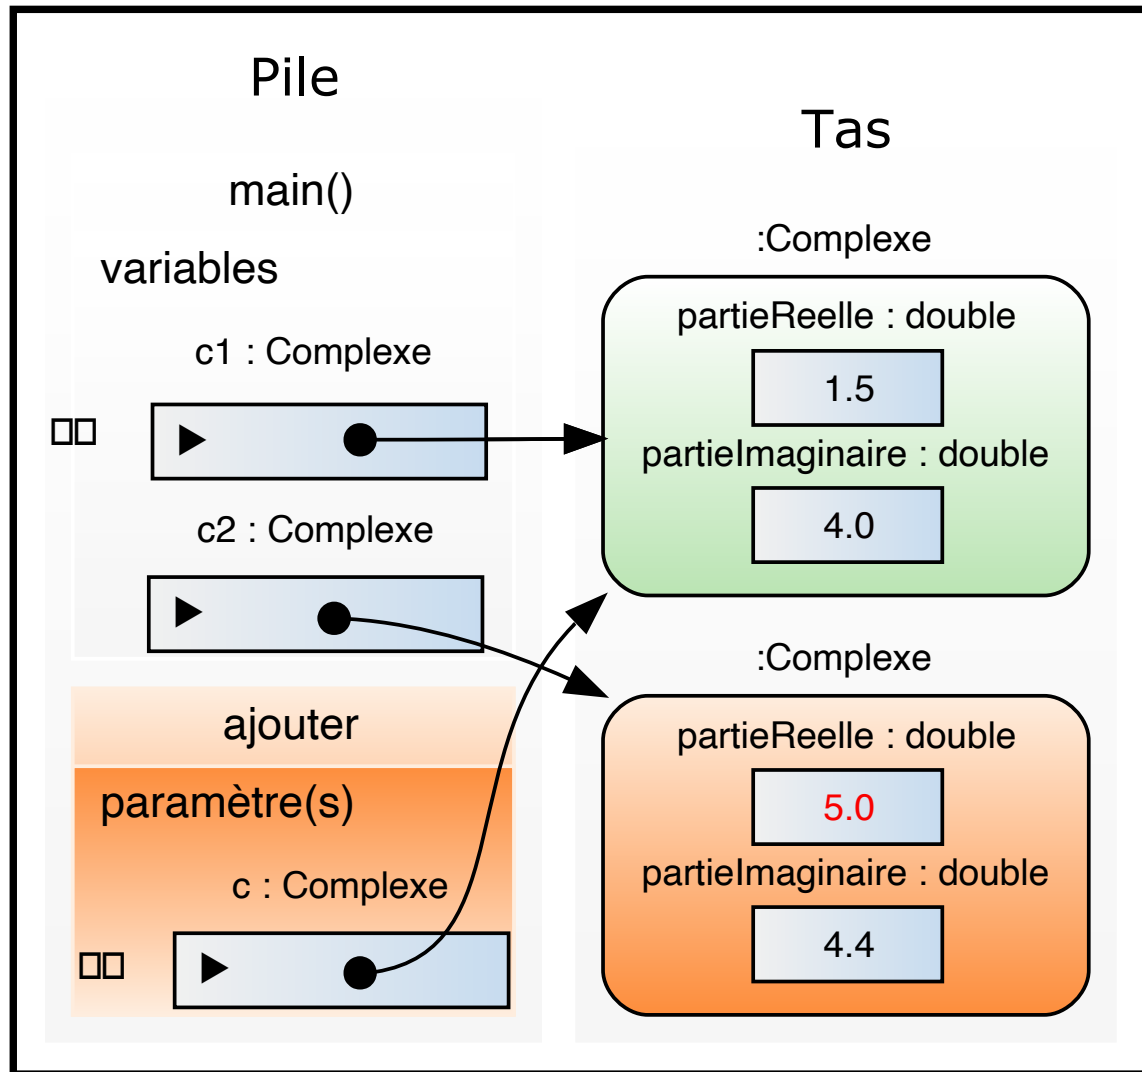 Pile
main()
variables
c1 : Complexe
c2 : Complexe
ajouter
paramètre(s)
c : Complexe
Tas
:Complexe
partieReelle : double
1.5
partieImaginaire : double
4.0
:Complexe
partieReelle : double
5.0
partieImaginaire : double
4.4